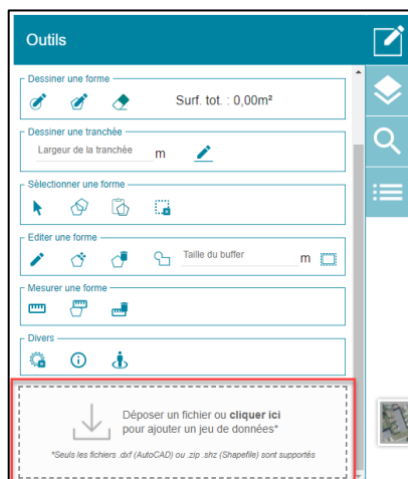 Outils
Dessiner une forme
Surf. tot. : 0,00m²
Dessiner une tranchée
Largeur de la tranchée m
Sélectionner une forme
Editer une forme
Taille du buffer m
Mesurer une forme
Divers
Déposer un fichier ou cliquer ici
pour ajouter un jeu de données*
*Seuls les fichiers .dxf (AutoCAD) ou .zip .shz (Shapefile) sont supportés